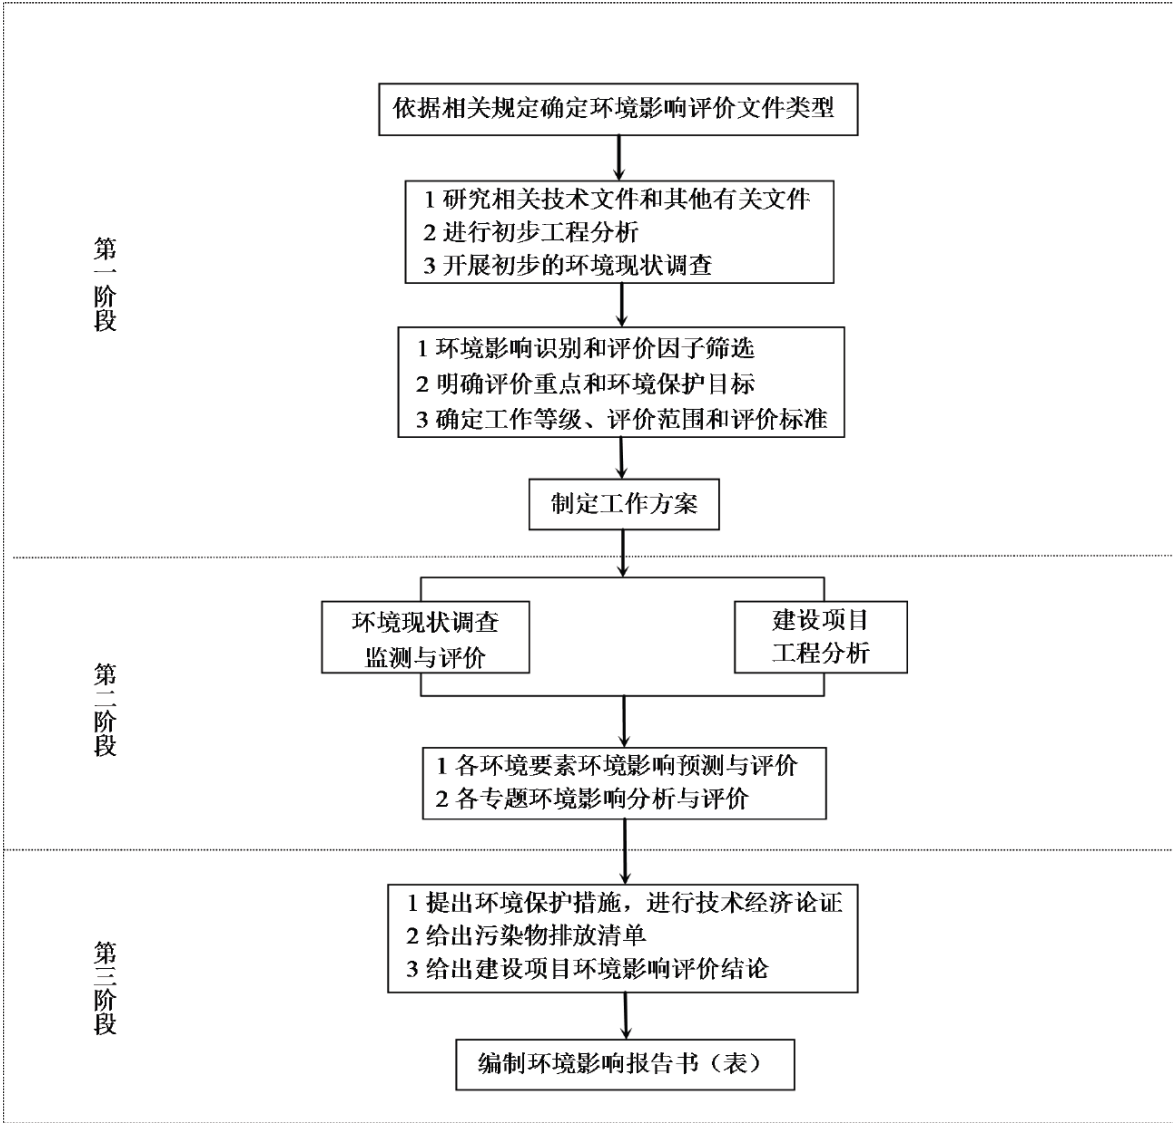 依据相关规定确定环境影响评价文件类型
1 研究相关技术文件和其他有关文件
2 进行初步工程分析
3 开展初步的环境现状调查
第一阶段
1 环境影响识别和评价因子筛选
2 明确评价重点和环境保护目标
3 确定工作等级、评价范围和评价标准
制定工作方案
环境现状调查
监测与评价
建设项目
工程分析
第二阶段
1 各环境要素环境影响预测与评价
2 各专题环境影响分析与评价
1 提出环境保护措施，进行技术经济论证
2 给出污染物排放清单
3 给出建设项目环境影响评价结论
第三阶段
编制环境影响报告书（表）